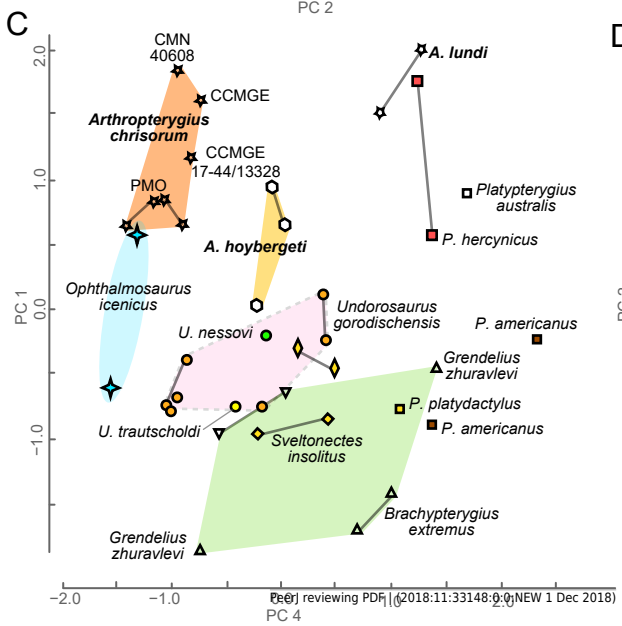 PC 2
C
D
2.0
CMN
40608
A. lundi
CCMGE
Arthropterygius
chrisorum
CCMGE
17-44/13328
1.0
PMO
Platypterygius
australis
A. hoybergeti
P. hercynicus
Ophthalmosaurus
icenicus
PC 1
0.0
U. nessovi
Undorosaurus
gorodischensis
P. americanus
Grendelius
zhuravlevi
P. platydactylus
U. trautscholdi
P. americanus
−1.0
Sveltonectes
insolitus
Brachypterygius
extremus
Grendelius
zhuravlevi
−2.0
−1.0
0.0
1.0
2.0
PeerJ reviewing PDF | (2018:11:33148:0:0:NEW 1 Dec 2018)
PC 4